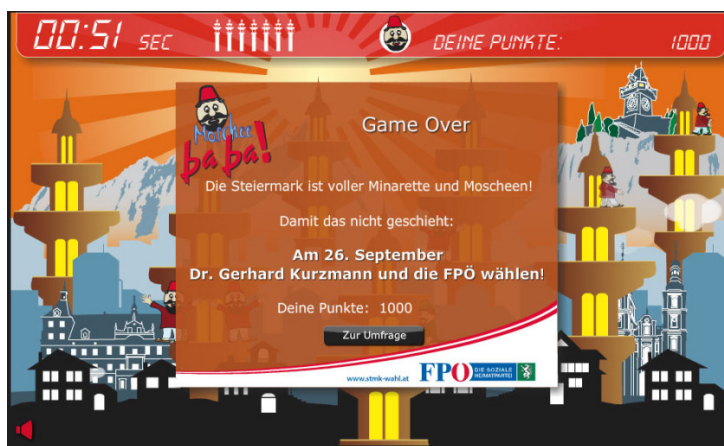 00:51 SEC
DEINE PUNKTE: 1000
Moschee
baba!
Game Over
Die Steiermark ist voller Minarette und Moscheen!
Damit das nicht geschieht:
Am 26. September
Dr. Gerhard Kurzmann und die FPÖ wählen!
Deine Punkte: 1000
Zur Umfrage
www.stmk-wahl.at
FPÖ
DIE SOZIALE
HEIMATPARTEI